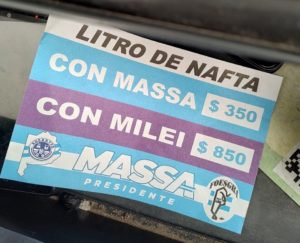 LITRO DE NAFTA
CON MASSA $ 350
CON MILEI $ 850
MASSA
PRESIDENTE